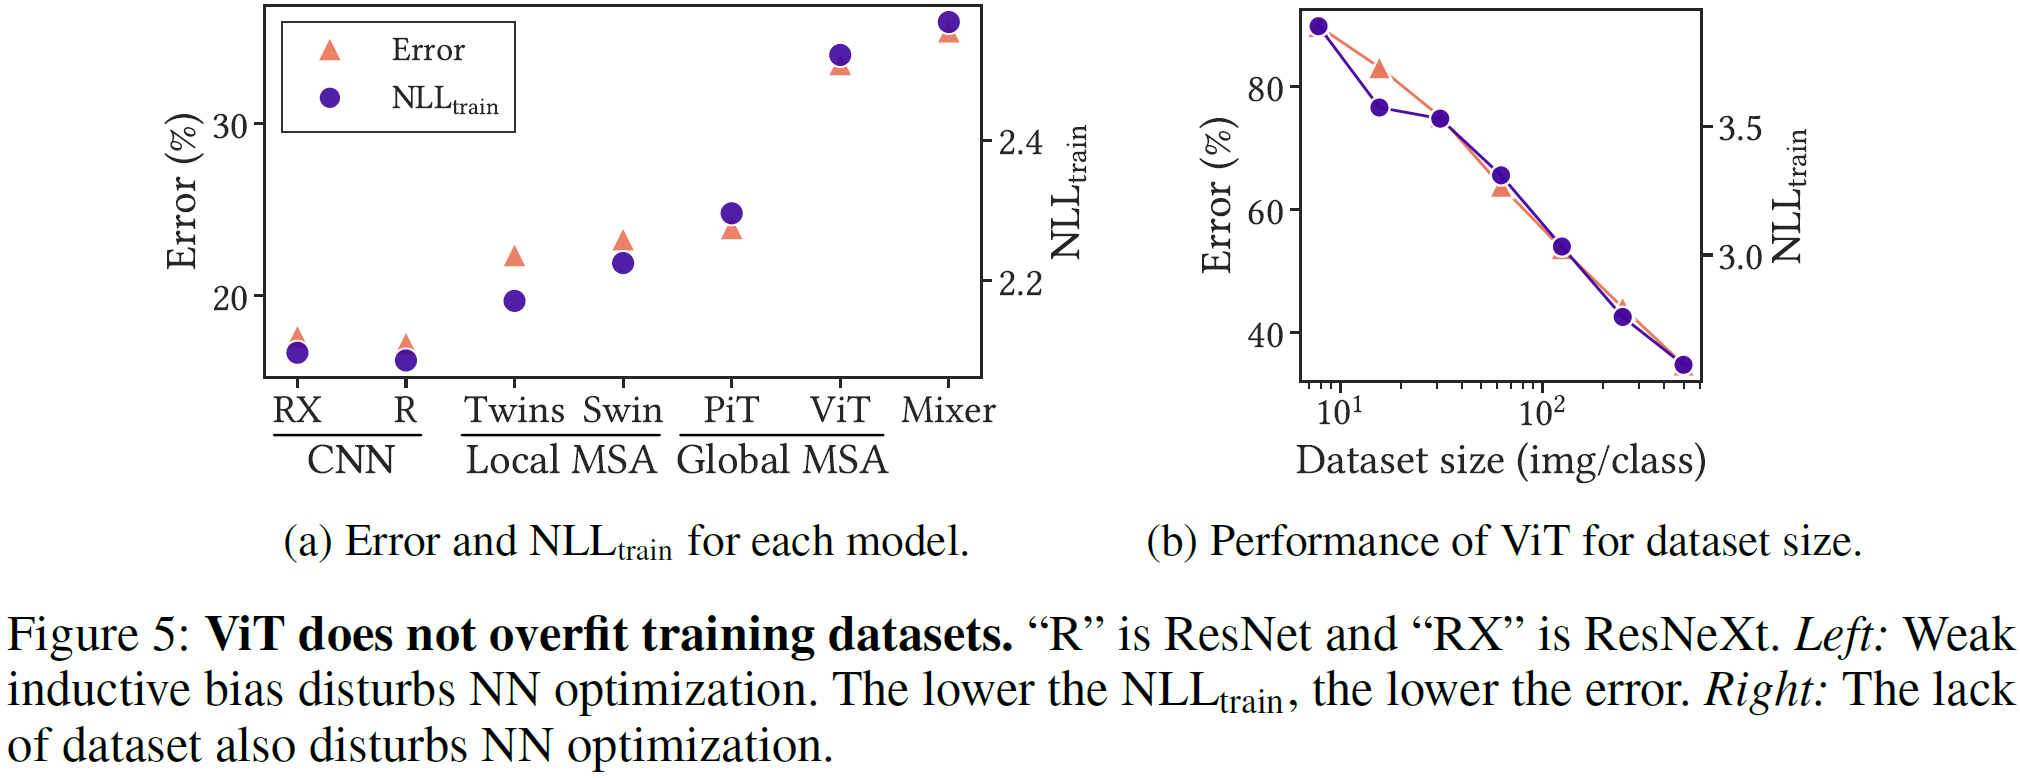 Error
NLLtrain
Error (%)
30
20
2.4
2.2
NLLtrain
RX R Twins Swin PiT ViT Mixer
CNN Local MSA Global MSA
Error (%)
80
60
40
3.5
3.0
NLLtrain
10¹ 10²
Dataset size (img/class)
(a) Error and NLLtrain for each model.
(b) Performance of ViT for dataset size.
Figure 5: ViT does not overfit training datasets. “R” is ResNet and “RX” is ResNeXt. Left: Weak
inductive bias disturbs NN optimization. The lower the NLLtrain, the lower the error. Right: The lack
of dataset also disturbs NN optimization.